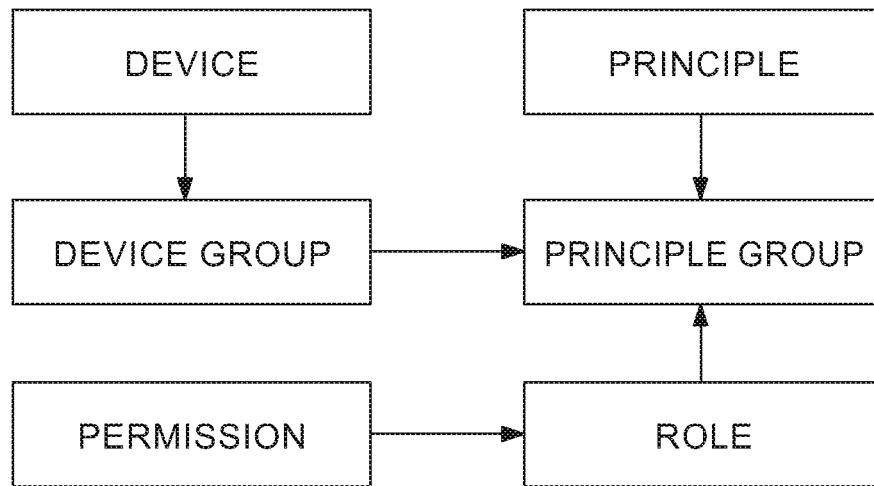 DEVICE
PRINCIPLE
DEVICE GROUP
PRINCIPLE GROUP
PERMISSION
ROLE